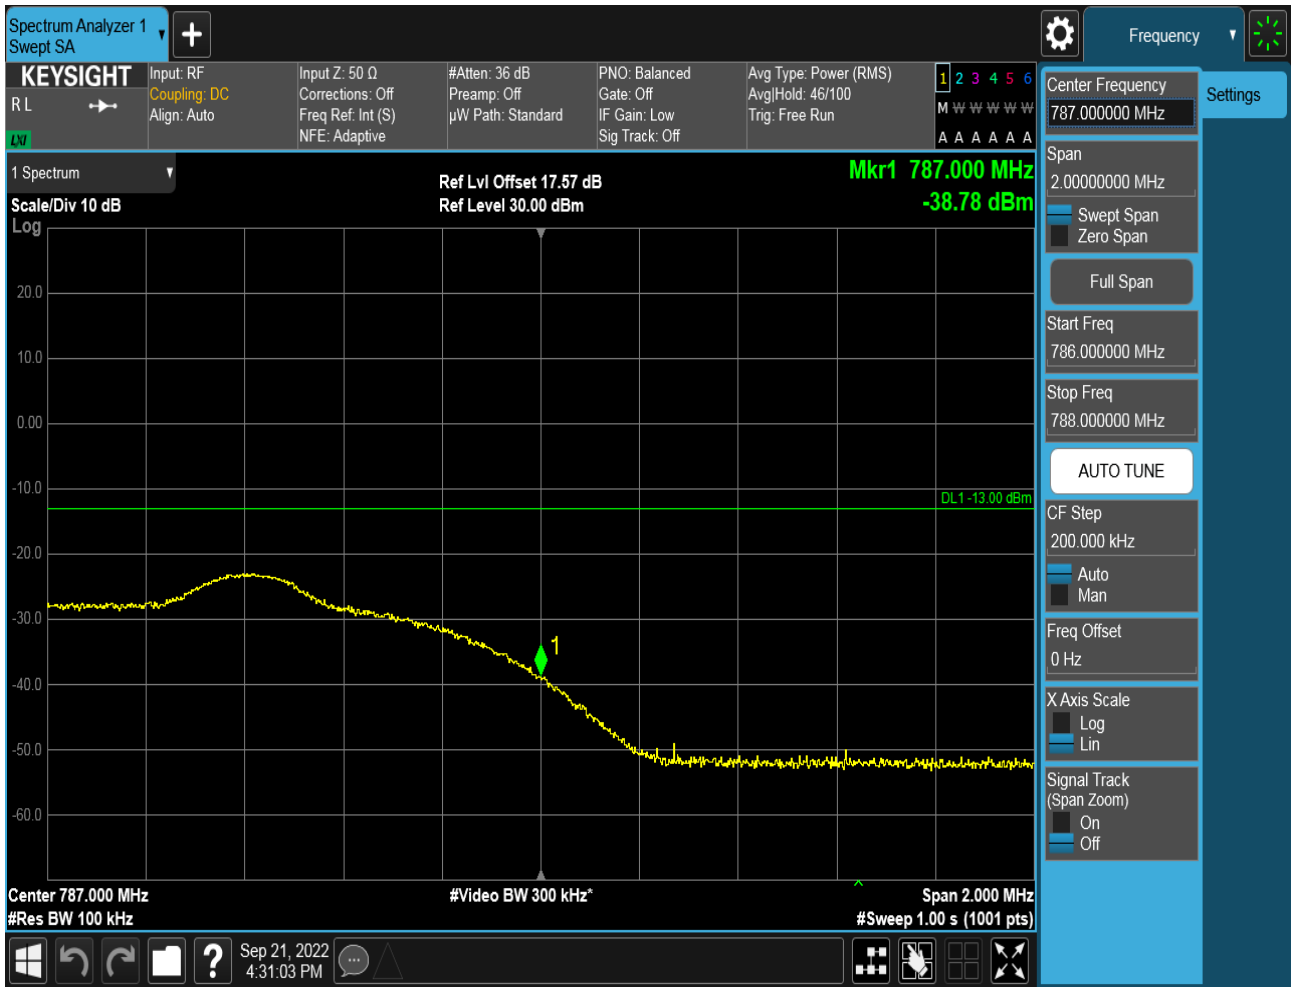 Spectrum Analyzer 1
Swept SA
Frequency
KEYSIGHT
R L
LXI
Input: RF
Coupling: DC
Align: Auto
Input Z: 50 Ω
Corrections: Off
Freq Ref: Int (S)
NFE: Adaptive
#Atten: 36 dB
Preamp: Off
µW Path: Standard
PNO: Balanced
Gate: Off
IF Gain: Low
Sig Track: Off
Avg Type: Power (RMS)
Avg|Hold: 46/100
Trig: Free Run
1 2 3 4 5 6
M W W W W W
A A A A A A
1 Spectrum
Scale/Div 10 dB
Log
Ref Lvl Offset 17.57 dB
Ref Level 30.00 dBm
Mkr1 787.000 MHz
-38.78 dBm
20.0
10.0
0.00
-10.0
DL1 -13.00 dBm
-20.0
-30.0
1
-40.0
-50.0
-60.0
Center 787.000 MHz
#Res BW 100 kHz
#Video BW 300 kHz*
Span 2.000 MHz
#Sweep 1.00 s (1001 pts)
Sep 21, 2022
4:31:03 PM
Center Frequency
787.000000 MHz
Settings
Span
2.00000000 MHz
Swept Span
Zero Span
Full Span
Start Freq
786.000000 MHz
Stop Freq
788.000000 MHz
AUTO TUNE
CF Step
200.000 kHz
Auto
Man
Freq Offset
0 Hz
X Axis Scale
Log
Lin
Signal Track
(Span Zoom)
On
Off